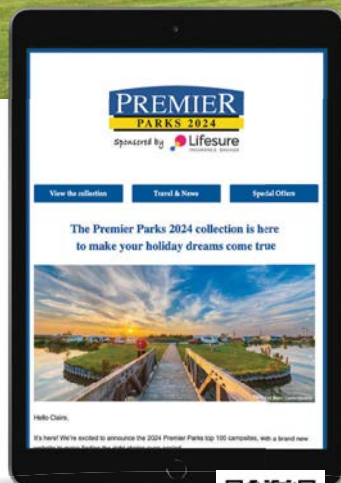 PREMIER
PARKS 2024
Sponsored by Lifesure
INSURANCE BROKER
View the collection
Travel & News
Special Offers
The Premier Parks 2024 collection is here
to make your holiday dreams come true
Hello Claire,
It's here! We're excited to announce the 2024 Premier Parks top 100 campsites, with a brand new